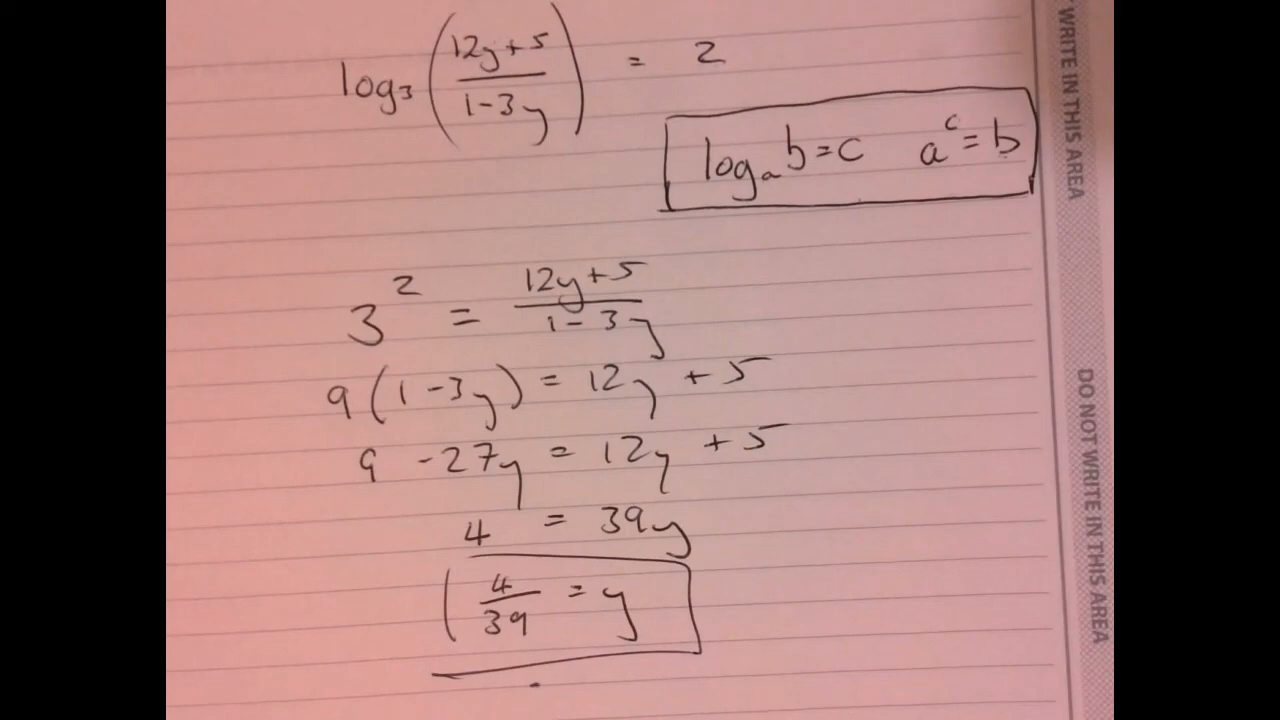 log₃ ( (12y + 5) / (1 - 3y) ) = 2
logₐ b = c   aᶜ = b
3² = (12y + 5) / (1 - 3y)
9 (1 - 3y) = 12y + 5
9 - 27y = 12y + 5
4 = 39y
4/39 = y
WRITE IN THIS AREA
DO NOT WRITE IN THIS AREA